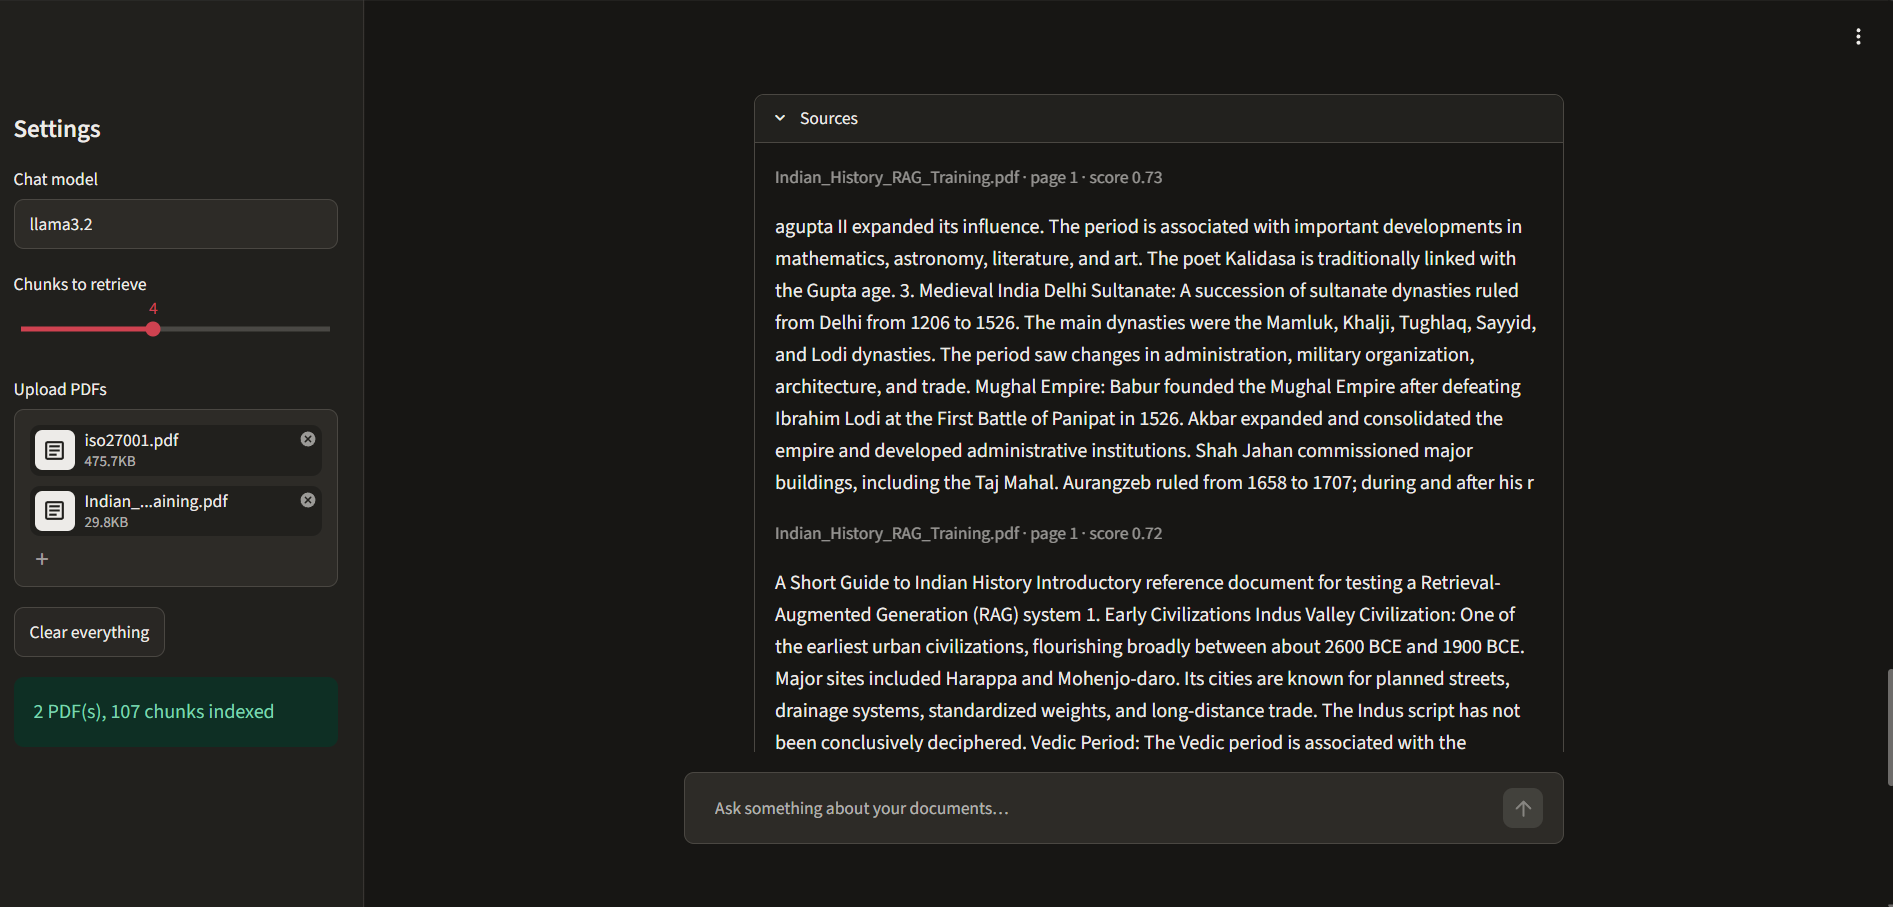 Settings
Chat model
llama3.2
Chunks to retrieve
4
Upload PDFs
iso27001.pdf
475.7KB
Indian_...aining.pdf
29.8KB
+
Clear everything
2 PDF(s), 107 chunks indexed
Sources
Indian_History_RAG_Training.pdf · page 1 · score 0.73
agupta II expanded its influence. The period is associated with important developments in
mathematics, astronomy, literature, and art. The poet Kalidasa is traditionally linked with
the Gupta age. 3. Medieval India Delhi Sultanate: A succession of sultanate dynasties ruled
from Delhi from 1206 to 1526. The main dynasties were the Mamluk, Khalji, Tughlaq, Sayyid,
and Lodi dynasties. The period saw changes in administration, military organization,
architecture, and trade. Mughal Empire: Babur founded the Mughal Empire after defeating
Ibrahim Lodi at the First Battle of Panipat in 1526. Akbar expanded and consolidated the
empire and developed administrative institutions. Shah Jahan commissioned major
buildings, including the Taj Mahal. Aurangzeb ruled from 1658 to 1707; during and after his r
Indian_History_RAG_Training.pdf · page 1 · score 0.72
A Short Guide to Indian History Introductory reference document for testing a Retrieval-
Augmented Generation (RAG) system 1. Early Civilizations Indus Valley Civilization: One of
the earliest urban civilizations, flourishing broadly between about 2600 BCE and 1900 BCE.
Major sites included Harappa and Mohenjo-daro. Its cities are known for planned streets,
drainage systems, standardized weights, and long-distance trade. The Indus script has not
been conclusively deciphered. Vedic Period: The Vedic period is associated with the
Ask something about your documents…